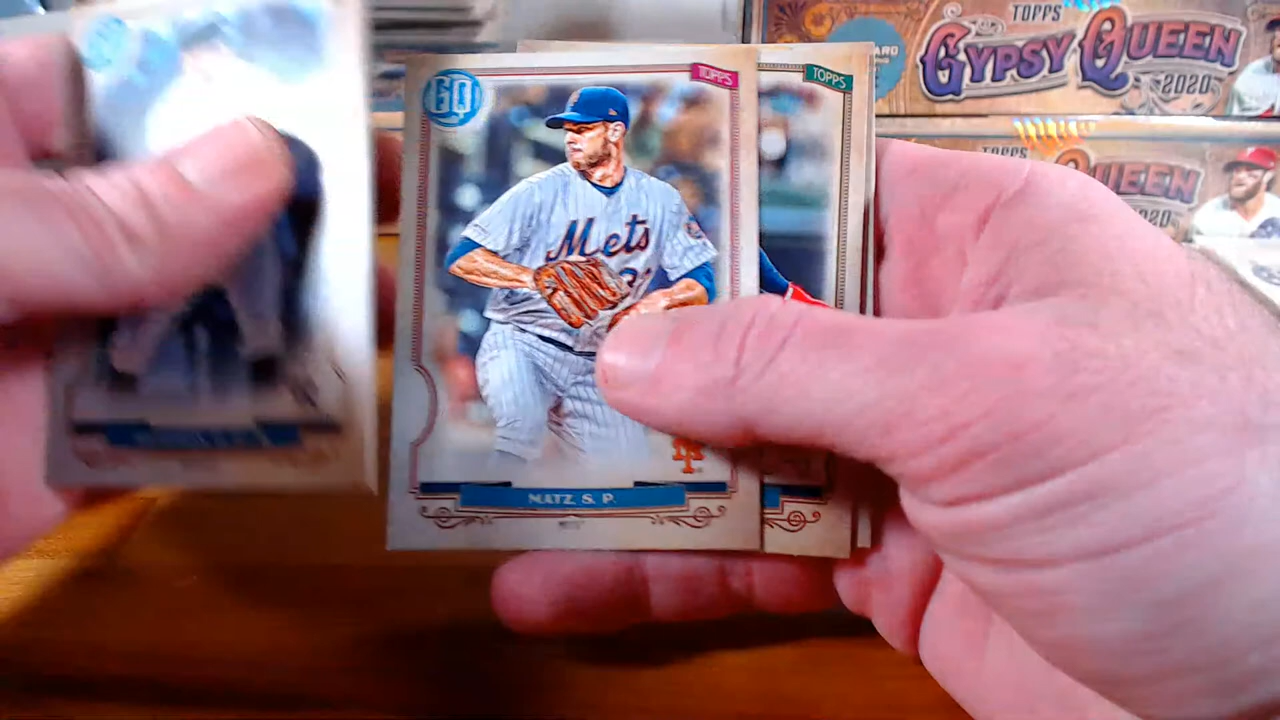 TOPPS
GYPSY QUEEN
2020
TOPPS
QUEEN
2020
GQ
TOPPS
TOPPS
Mets
MATZ, S. P.